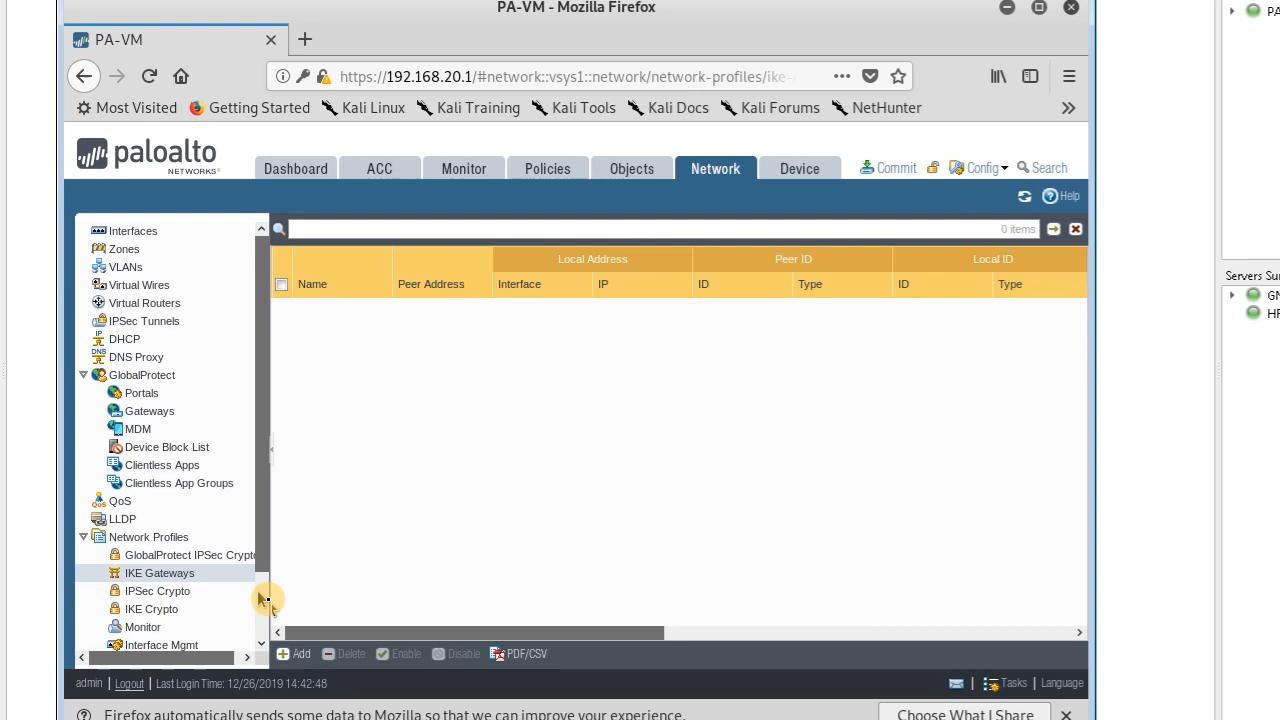 PA-VM - Mozilla Firefox
PA-VM
https://192.168.20.1/#network::vsys1::network/network-profiles/ike-
Most Visited
Getting Started
Kali Linux
Kali Training
Kali Tools
Kali Docs
Kali Forums
NetHunter
paloalto
NETWORKS
Dashboard
ACC
Monitor
Policies
Objects
Network
Device
Commit
Config
Search
Help
0 items
Interfaces
Zones
VLANs
Virtual Wires
Virtual Routers
IPSec Tunnels
DHCP
DNS Proxy
GlobalProtect
Portals
Gateways
MDM
Device Block List
Clientless Apps
Clientless App Groups
QoS
LLDP
Network Profiles
GlobalProtect IPSec Crypto
IKE Gateways
IPSec Crypto
IKE Crypto
Monitor
Interface Mgmt
Local Address
Peer ID
Local ID
Name
Peer Address
Interface
IP
ID
Type
ID
Type
Add
Delete
Enable
Disable
PDF/CSV
admin | Logout | Last Login Time: 12/26/2019 14:42:48
Tasks | Language
Firefox automatically sends some data to Mozilla so that we can improve your experience.
Choose What I Share
PA
Servers Su
GN